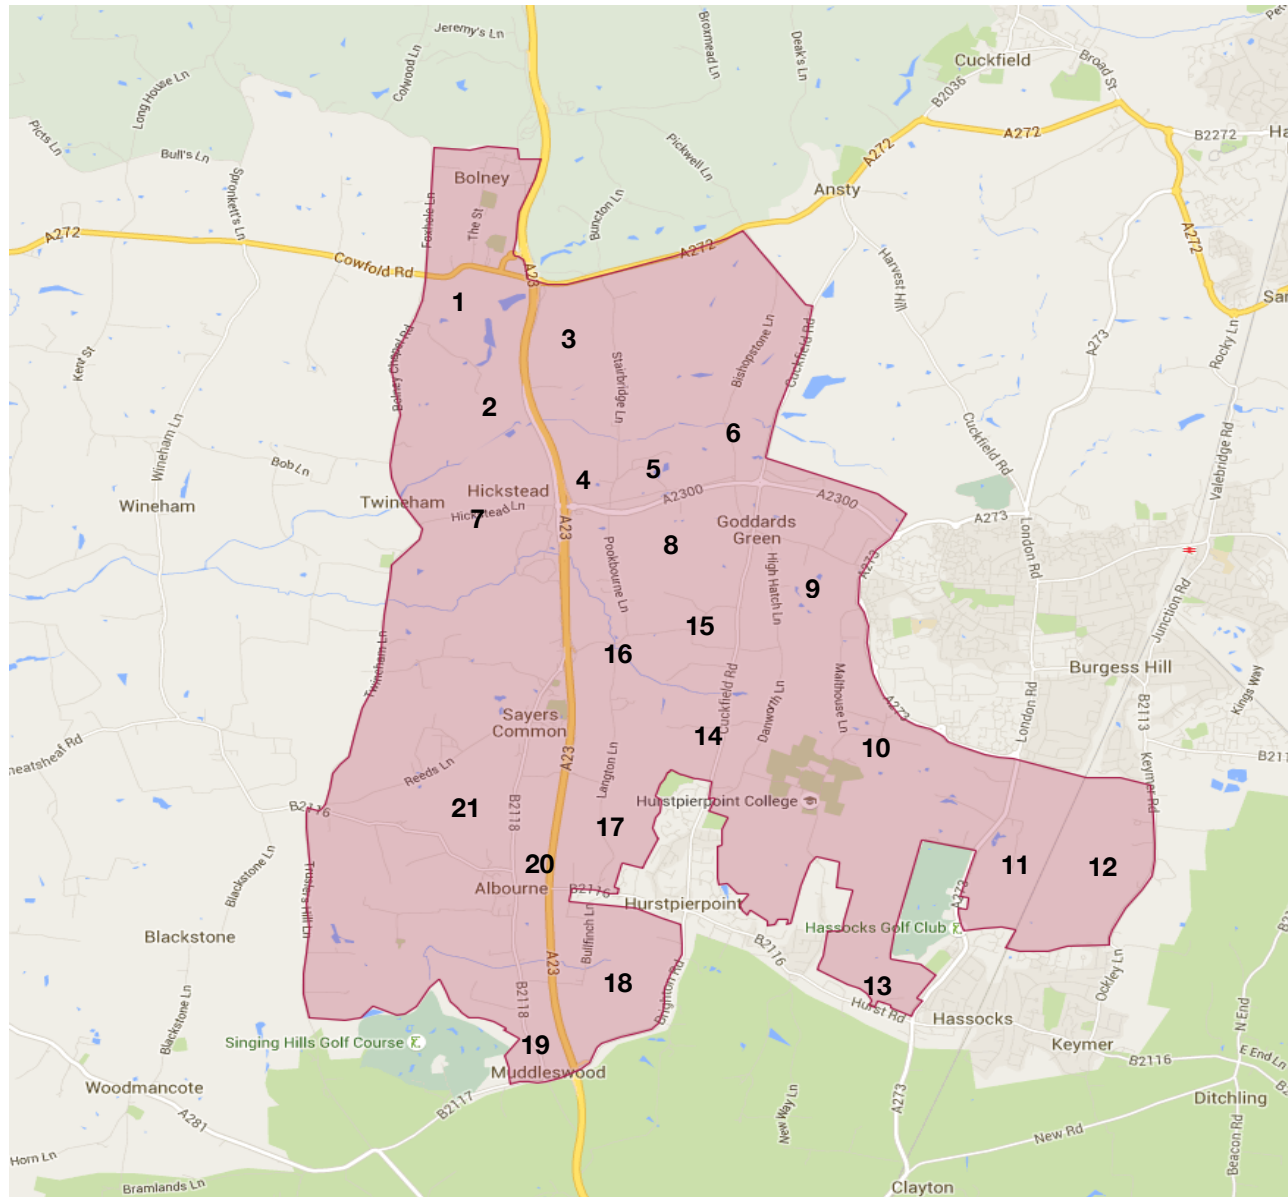 Jeremy's Ln
Colwood Ln
Broxmead Ln
Deak's Ln
Cuckfield
Broad St
B2036
Long House Ln
Picts Ln
Bull's Ln
Spronkett's Ln
Pickwell Ln
A272
A272
B2272
Ha
Bolney
Foxhole Ln
The St
Buncton Ln
Ansty
A272
Cowfold Rd
A23
A272
Harvest Hill
A272
San
1
3
Bolney Chapel Rd
Kent St
Stairbridge Ln
Bishopstone Ln
Cuckfield Rd
A273
Rocky Ln
2
6
Wineham Ln
Bob Ln
Cuckfield Rd
Valebridge Rd
5
4
Wineham
Twineham
Hickstead
Hickstead Ln
7
A2300
A2300
Goddards
Green
A23
A273
London Rd
8
Pookbourne Ln
High Hatch Ln
9
A273
Junction Rd
15
16
Twineham Ln
Cuckfield Rd
Danworth Ln
Malthouse Ln
Burgess Hill
Kings Way
B2113
London Rd
Sayers
Common
A23
14
A273
10
Keymer Rd
B211
heatsheaf Rd
Reeds Ln
Langton Ln
B2116
21
B2118
Hurstpierpoint College
17
20
11
12
Blackstone Ln
Truslers Hill Ln
Albourne
B2116
Hurstpierpoint
A273
Blackstone
Bullfinch Ln
B2116
Hassocks Golf Club
A23
18
Brighton Rd
13
Hurst Rd
Ockley Ln
Hassocks
Blackstone Ln
B2118
Singing Hills Golf Course
19
Muddleswood
Keymer
B2116
N End
E End Ln
Woodmancote
B2117
A281
New Way Ln
A273
Ditchling
New Rd
Beacon Rd
Horn Ln
Bramlands Ln
Clayton